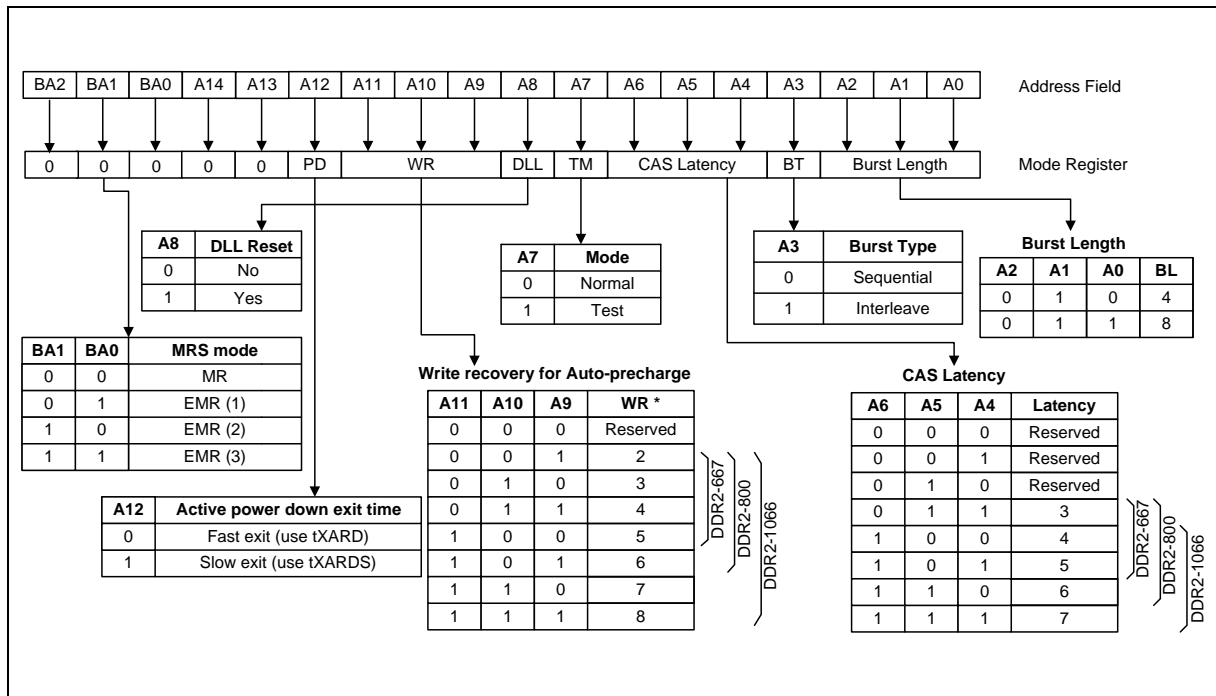 BA2 BA1 BA0 A14 A13 A12 A11 A10 A9 A8 A7 A6 A5 A4 A3 A2 A1 A0 Address Field
0 0 0 0 0 PD WR DLL TM CAS Latency BT Burst Length Mode Register
A8 DLL Reset
0 No
1 Yes
A7 Mode
0 Normal
1 Test
A3 Burst Type
0 Sequential
1 Interleave
Burst Length
A2 A1 A0 BL
0 1 0 4
0 1 1 8
BA1 BA0 MRS mode
0 0 MR
0 1 EMR (1)
1 0 EMR (2)
1 1 EMR (3)
A12 Active power down exit time
0 Fast exit (use tXARD)
1 Slow exit (use tXARDS)
Write recovery for Auto-precharge
A11 A10 A9 WR *
0 0 0 Reserved
0 0 1 2
0 1 0 3
0 1 1 4
1 0 0 5
1 0 1 6
1 1 0 7
1 1 1 8
DDR2-667
DDR2-800
DDR2-1066
CAS Latency
A6 A5 A4 Latency
0 0 0 Reserved
0 0 1 Reserved
0 1 0 Reserved
0 1 1 3
1 0 0 4
1 0 1 5
1 1 0 6
1 1 1 7
DDR2-667
DDR2-800
DDR2-1066